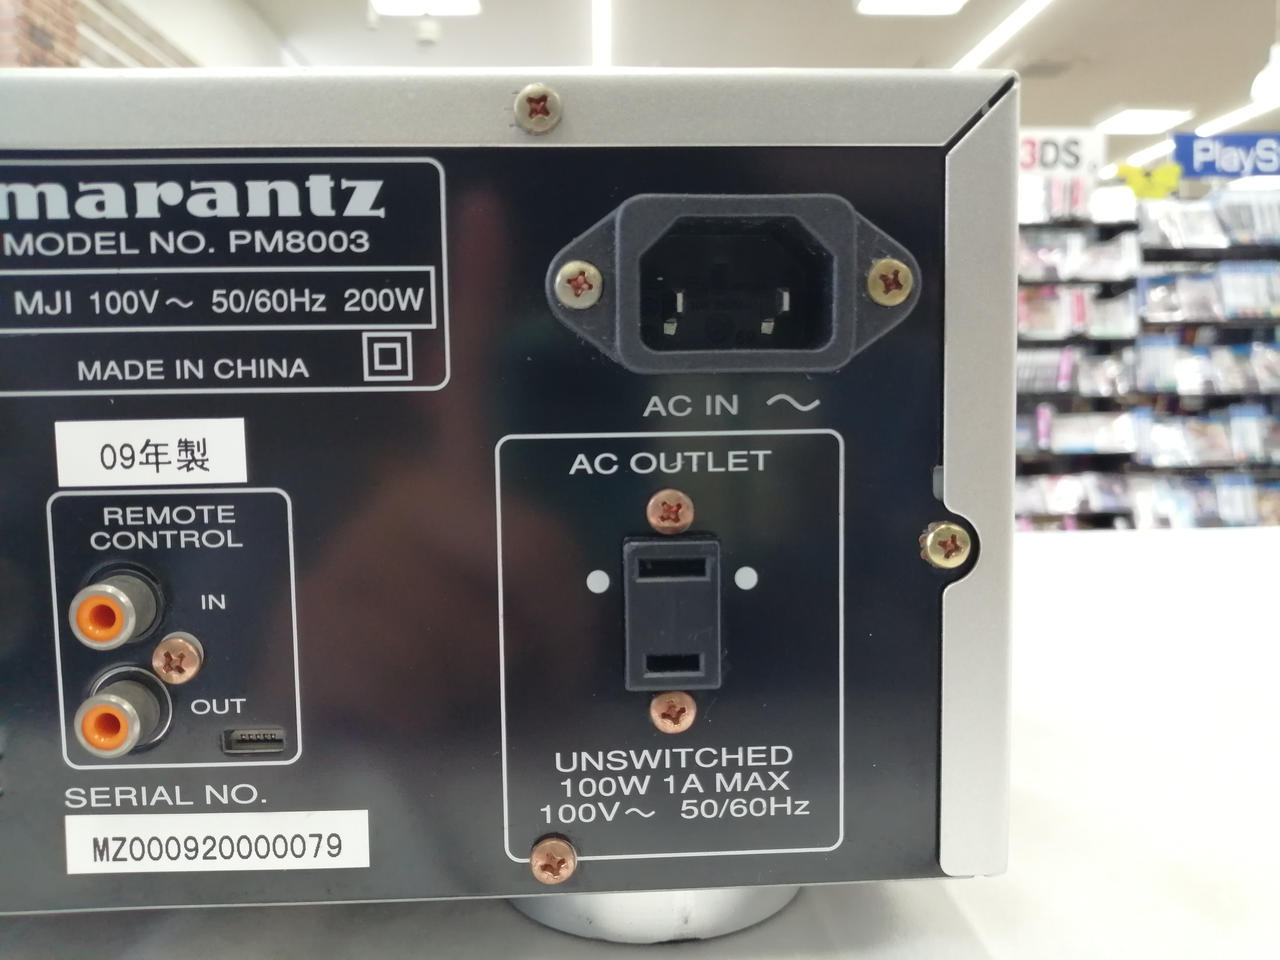 marantz
MODEL NO. PM8003
MJI 100V～ 50/60Hz 200W
MADE IN CHINA
09年製
REMOTE
CONTROL
IN
OUT
SERIAL NO.
MZ000920000079
AC IN ～
AC OUTLET
UNSWITCHED
100W 1A MAX
100V～ 50/60Hz
3DS
PlayS